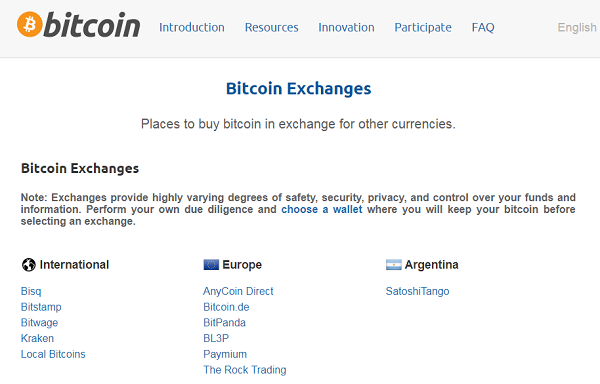 bitcoin
Introduction
Resources
Innovation
Participate
FAQ
English
Bitcoin Exchanges
Places to buy bitcoin in exchange for other currencies.
Bitcoin Exchanges
Note: Exchanges provide highly varying degrees of safety, security, privacy, and control over your funds and
information. Perform your own due diligence and choose a wallet where you will keep your bitcoin before
selecting an exchange.
International
Bisq
Bitstamp
Bitwage
Kraken
Local Bitcoins
Europe
AnyCoin Direct
Bitcoin.de
BitPanda
BL3P
Paymium
The Rock Trading
Argentina
SatoshiTango